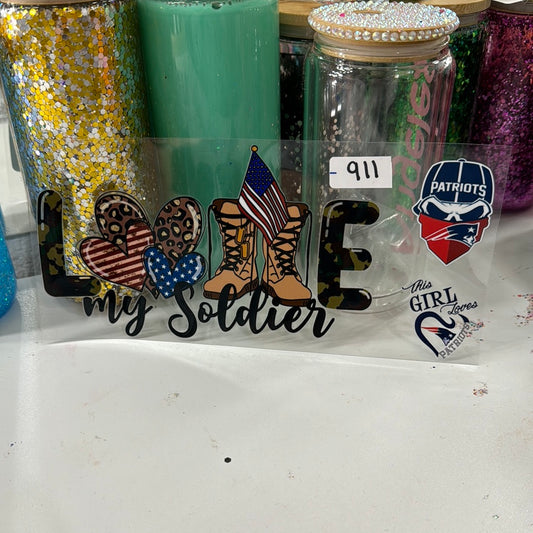 911
PATRIOTS
LOVE
my Soldier
This
GIRL
Loves
PATRIOTS